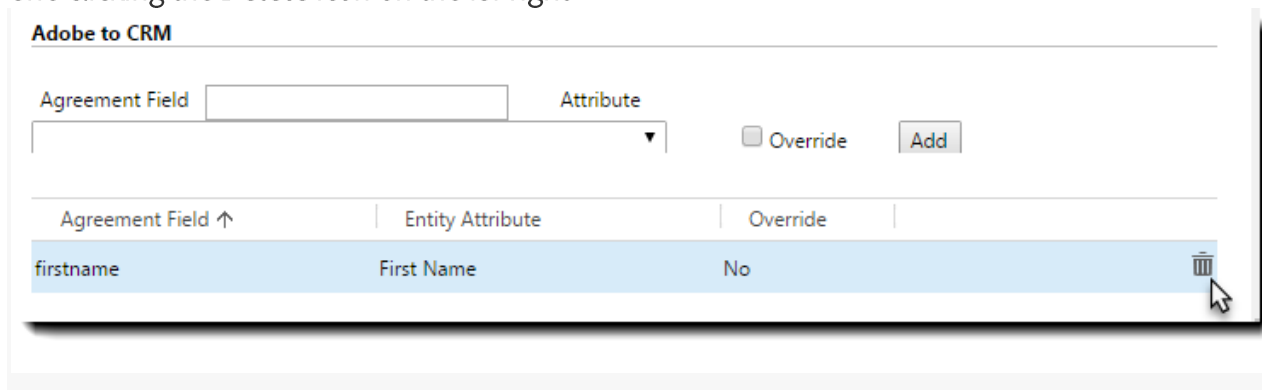 Adobe to CRM
Agreement Field Attribute
Override Add
Agreement Field ↑ Entity Attribute Override
firstname First Name No